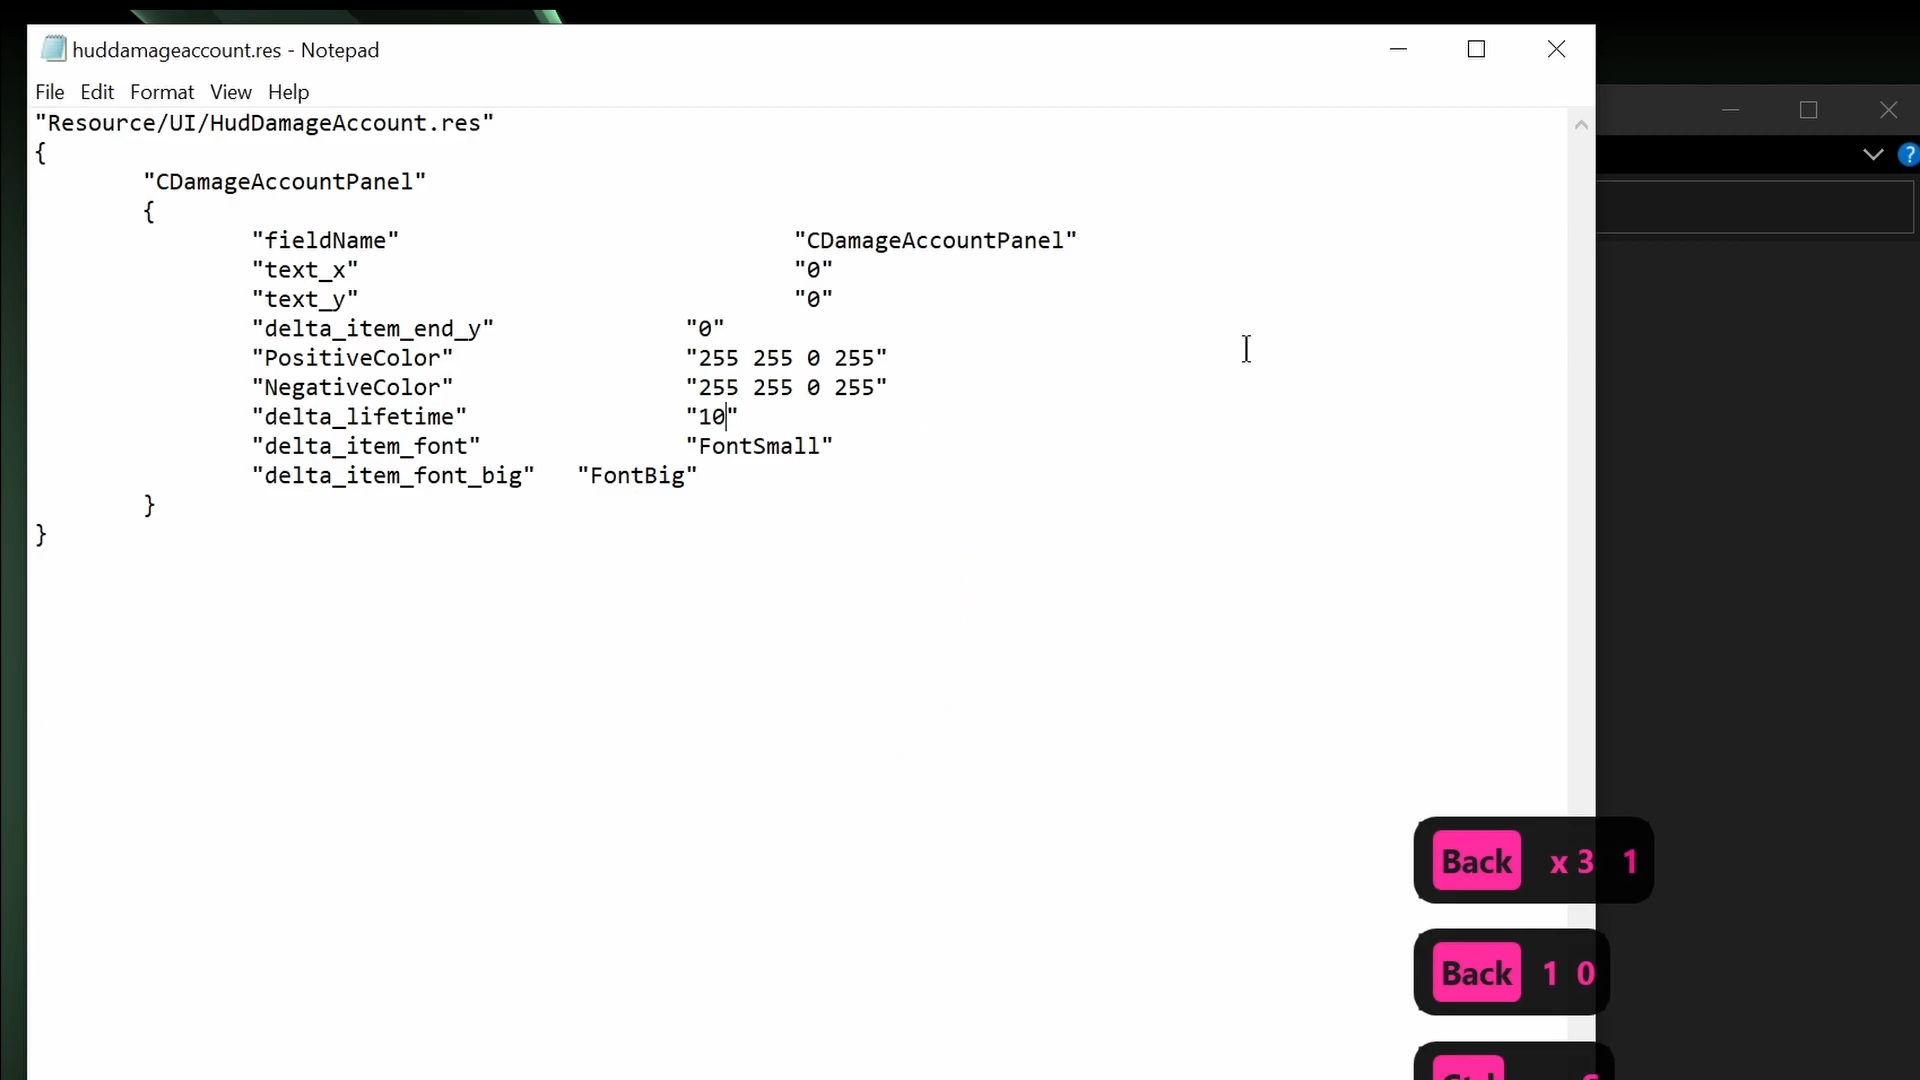 huddamageaccount.res - Notepad
File Edit Format View Help
"Resource/UI/HudDamageAccount.res"
{
"CDamageAccountPanel"
{
"fieldName" "CDamageAccountPanel"
"text_x" "0"
"text_y" "0"
"delta_item_end_y" "0"
"PositiveColor" "255 255 0 255"
"NegativeColor" "255 255 0 255"
"delta_lifetime" "10"
"delta_item_font" "FontSmall"
"delta_item_font_big" "FontBig"
}
}
?
Back x 3 1
Back 1 0